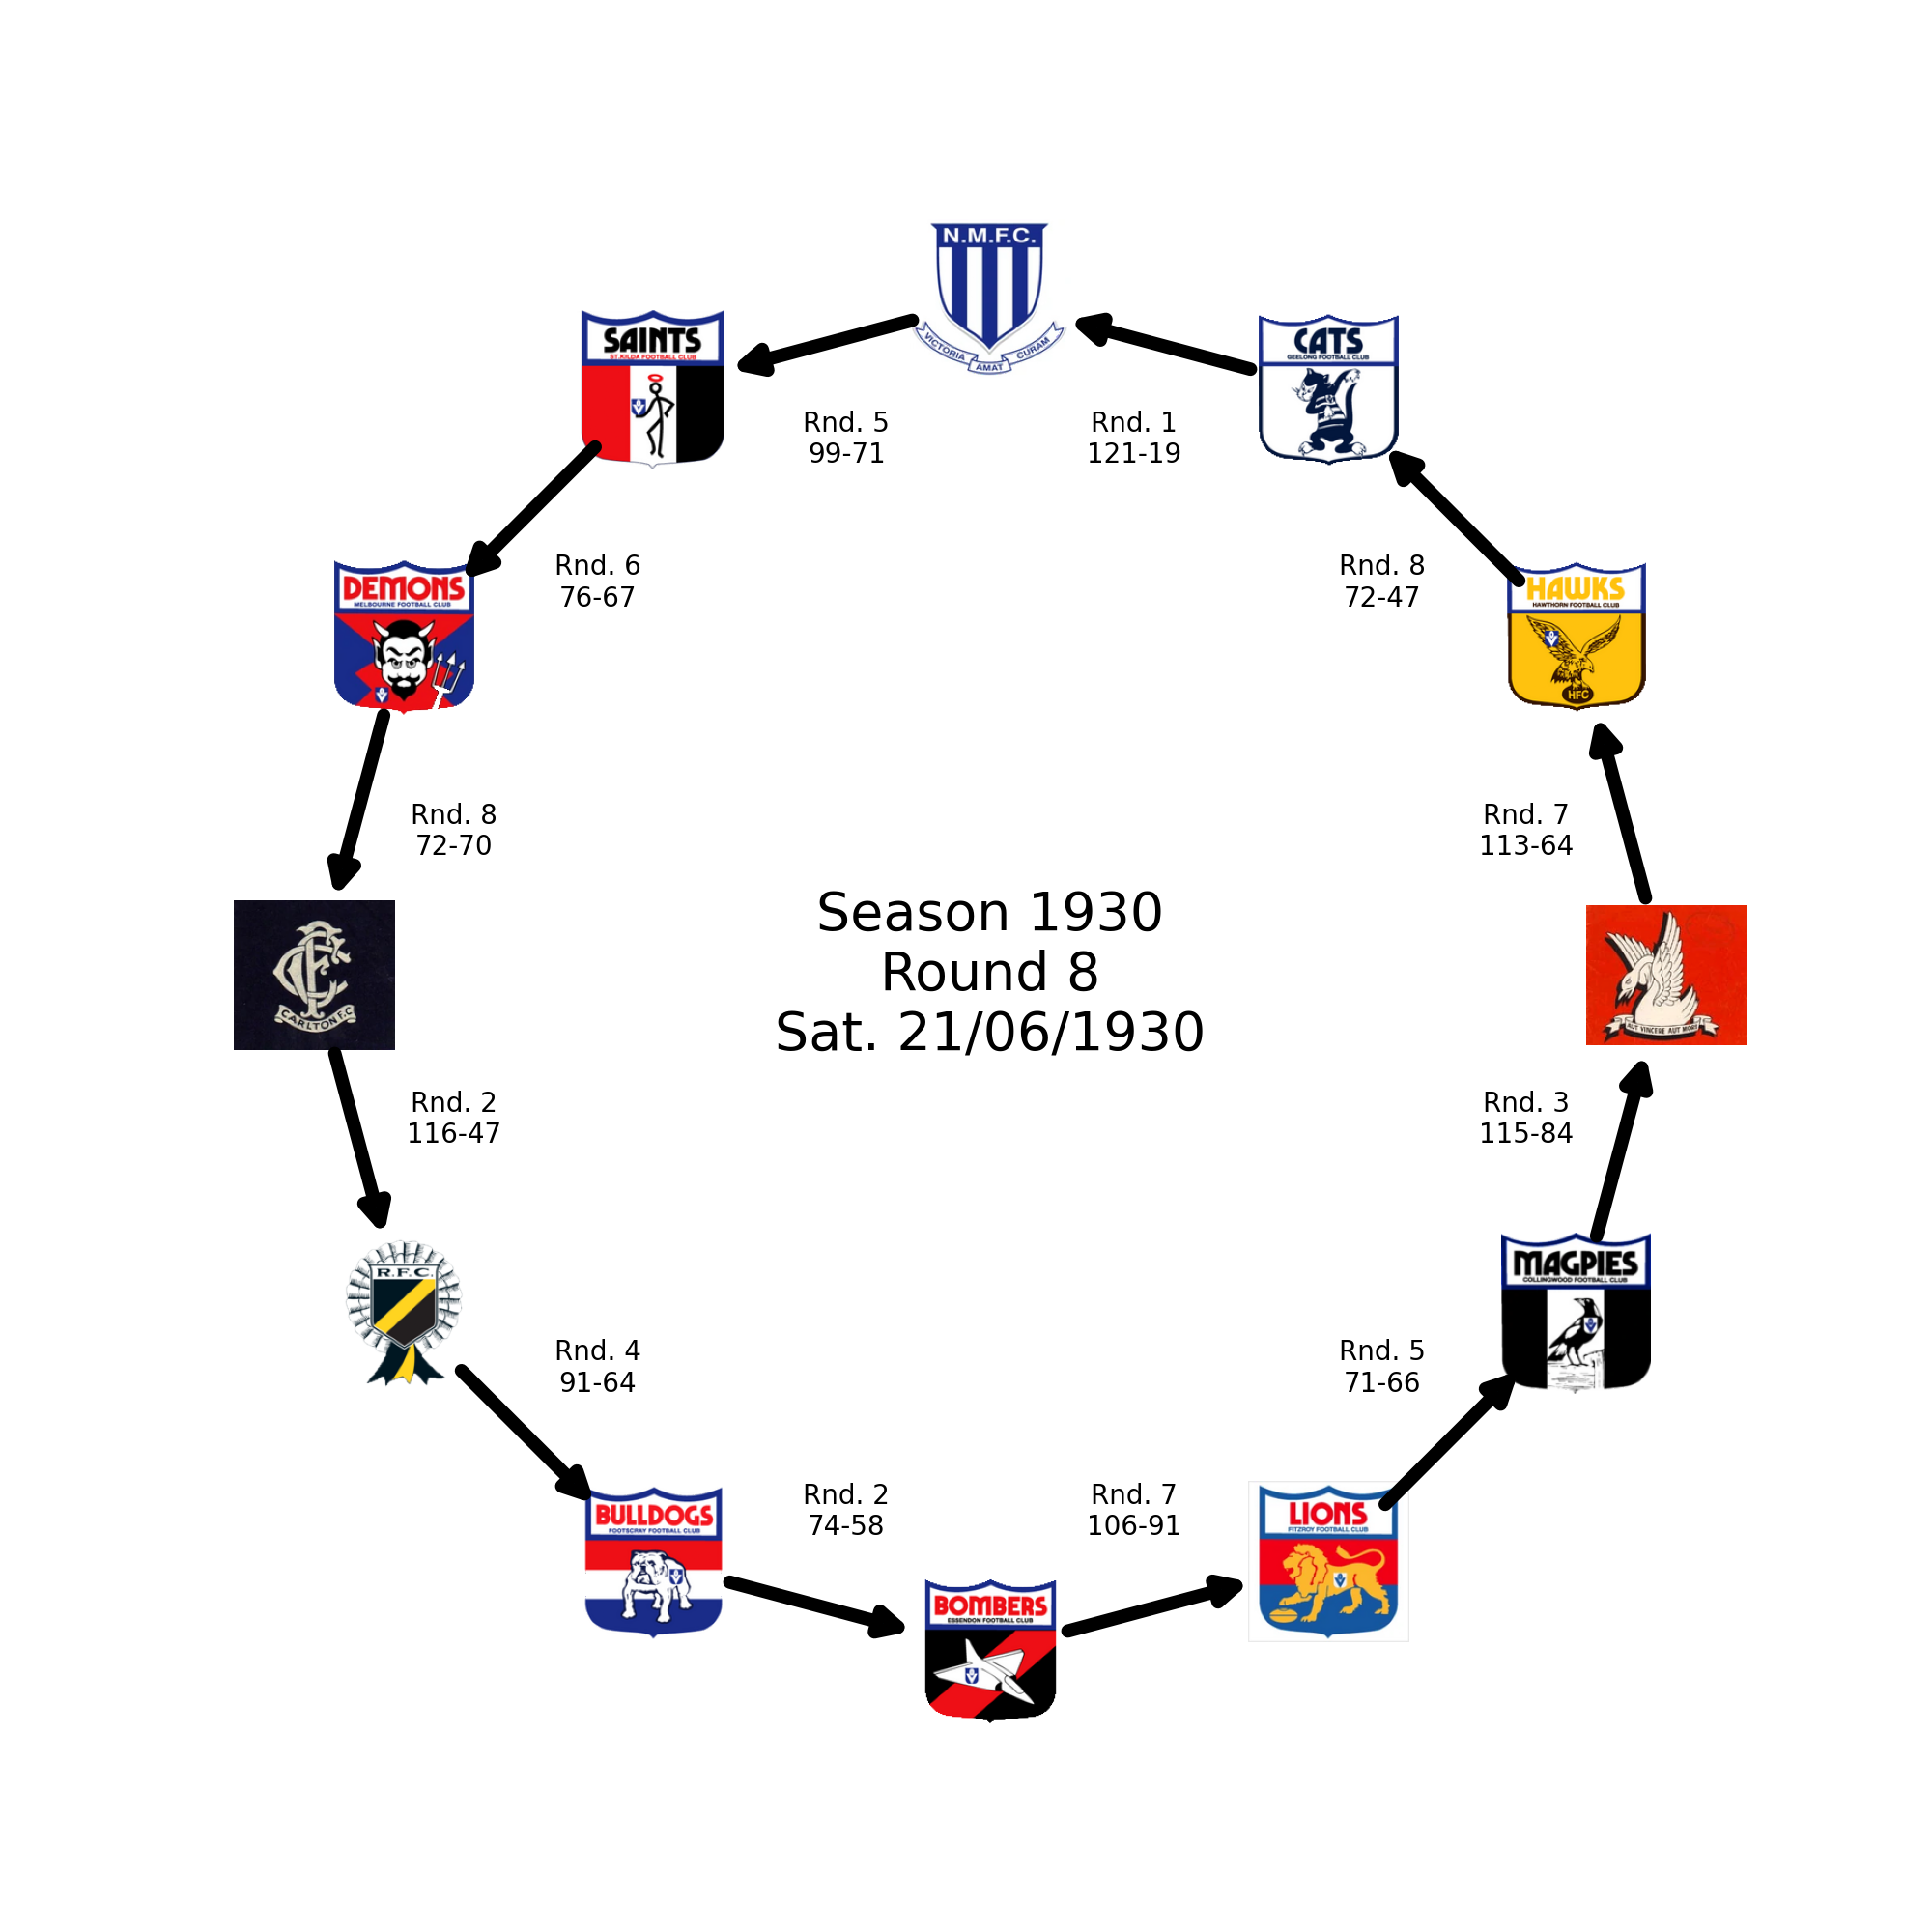 N.M.F.C.
VICTORIA AMAT CURAM
SAINTS
ST.KILDA FOOTBALL CLUB
CATS
GEELONG FOOTBALL CLUB
Rnd. 5
99-71
Rnd. 1
121-19
Rnd. 6
76-67
Rnd. 8
72-47
DEMONS
MELBOURNE FOOTBALL CLUB
HAWKS
HAWTHORN FOOTBALL CLUB
HFC
Rnd. 8
72-70
Rnd. 7
113-64
CFC
CARLTON F.C
Season 1930
Round 8
Sat. 21/06/1930
AUT VINCERE AUT MORI
Rnd. 2
116-47
Rnd. 3
115-84
R.F.C.
MAGPIES
COLLINGWOOD FOOTBALL CLUB
Rnd. 4
91-64
Rnd. 5
71-66
BULLDOGS
FOOTSCRAY FOOTBALL CLUB
Rnd. 2
74-58
Rnd. 7
106-91
LIONS
FITZROY FOOTBALL CLUB
BOMBERS
ESSENDON FOOTBALL CLUB